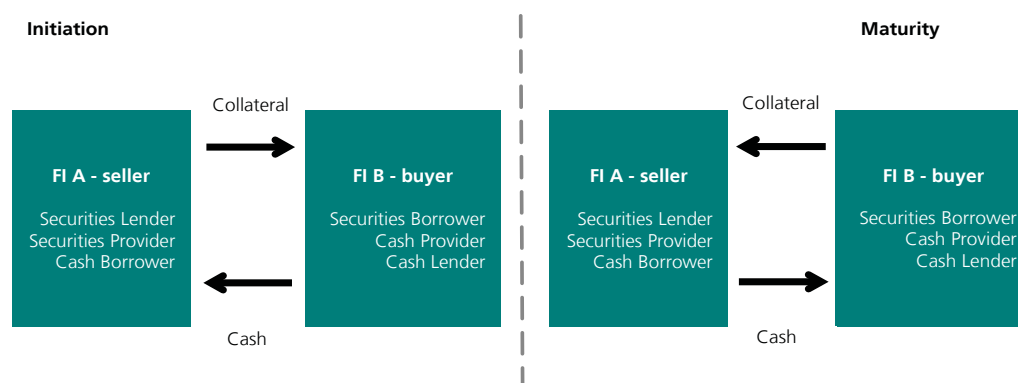 Initiation
Collateral
FI A - seller
Securities Lender
Securities Provider
Cash Borrower
FI B - buyer
Securities Borrower
Cash Provider
Cash Lender
Cash
Maturity
Collateral
FI A - seller
Securities Lender
Securities Provider
Cash Borrower
FI B - buyer
Securities Borrower
Cash Provider
Cash Lender
Cash